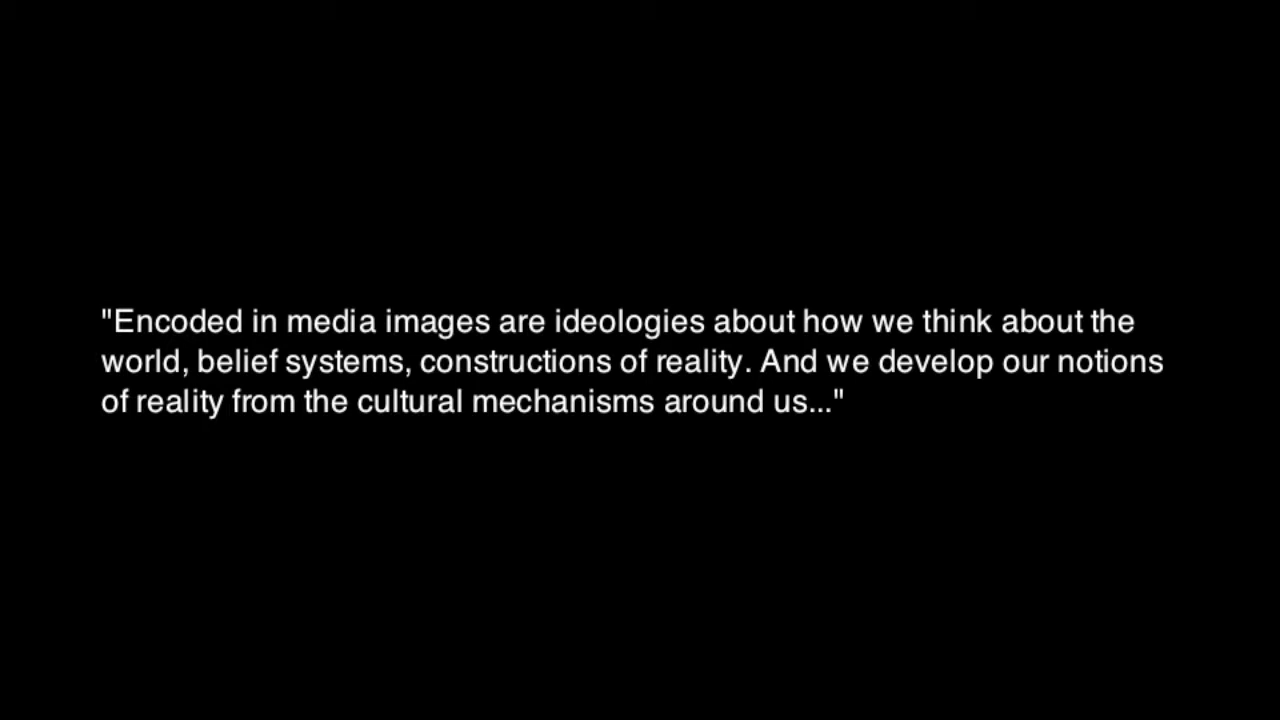 "Encoded in media images are ideologies about how we think about the
world, belief systems, constructions of reality. And we develop our notions
of reality from the cultural mechanisms around us..."